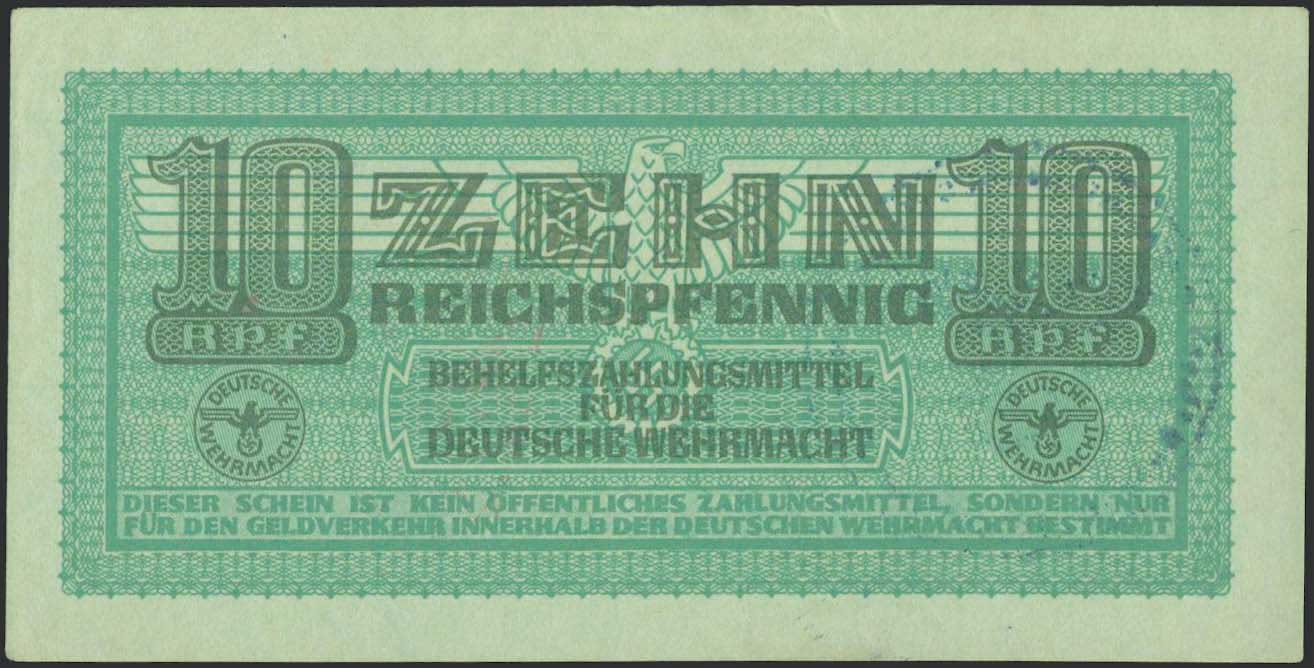 10 ZEHN 10
REICHSPFENNIG
Rpf Rpf
BEHELFSZAHLUNGSMITTEL
FÜR DIE
DEUTSCHE WEHRMACHT
DEUTSCHE WEHRMACHT
DEUTSCHE WEHRMACHT
DIESER SCHEIN IST KEIN ÖFFENTLICHES ZAHLUNGSMITTEL, SONDERN NUR
FÜR DEN GELDVERKEHR INNERHALB DER DEUTSCHEN WEHRMACHT BESTIMMT